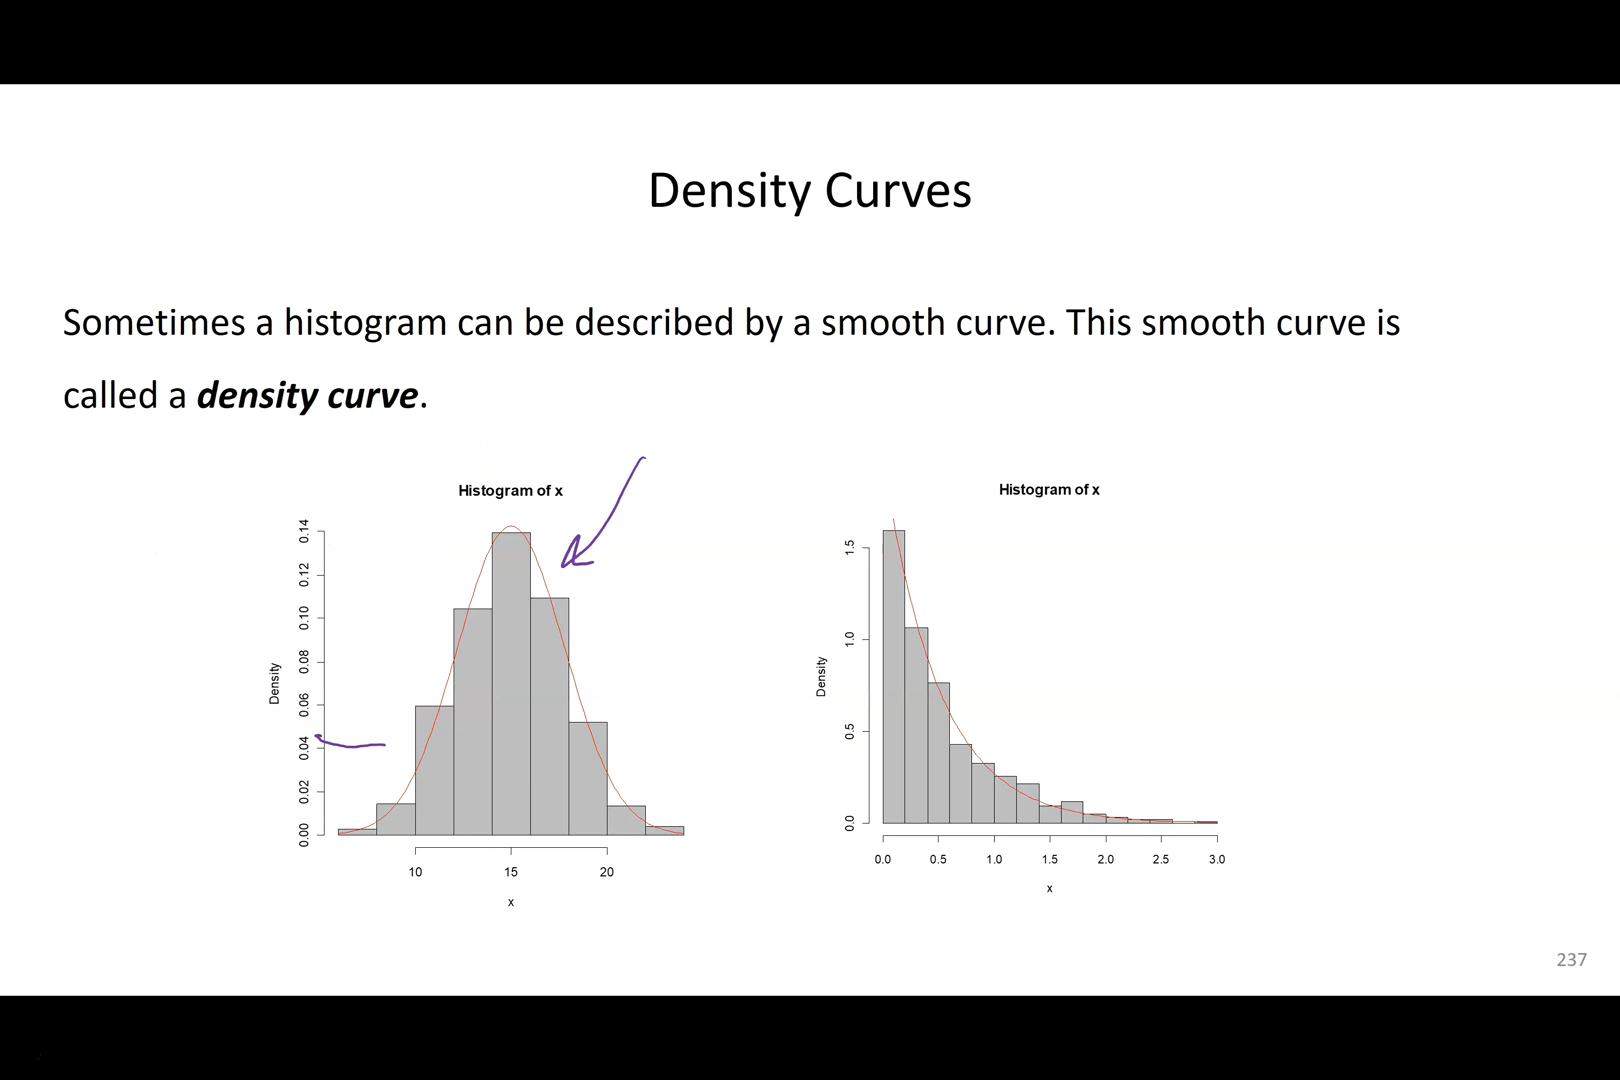 Density Curves
Sometimes a histogram can be described by a smooth curve. This smooth curve is
called a density curve.
Histogram of x
Density
0.00 0.02 0.04 0.06 0.08 0.10 0.12 0.14
10 15 20
x
Histogram of x
Density
0.0 0.5 1.0 1.5
0.0 0.5 1.0 1.5 2.0 2.5 3.0
x
237